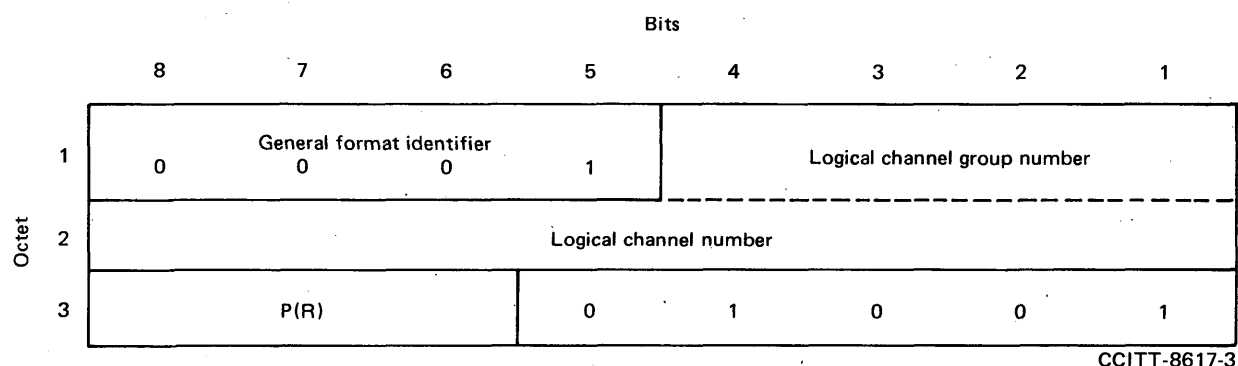 Bits
8 7 6 5 4 3 2 1
General format identifier
1 0 0 0 1 Logical channel group number
Octet
2 Logical channel number
3 P(R) 0 1 0 0 1
CCITT-8617-3